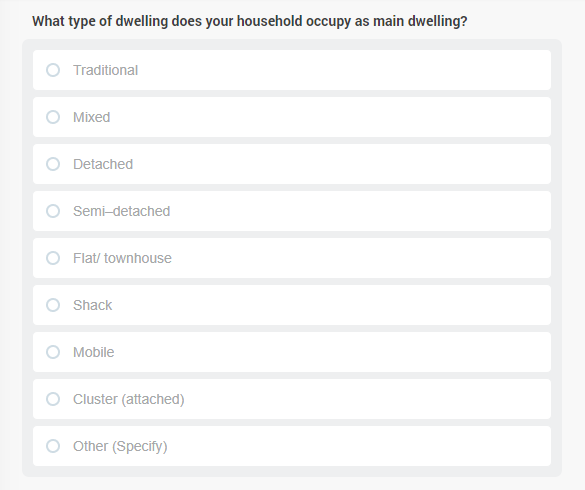 What type of dwelling does your household occupy as main dwelling?
Traditional
Mixed
Detached
Semi–detached
Flat/ townhouse
Shack
Mobile
Cluster (attached)
Other (Specify)